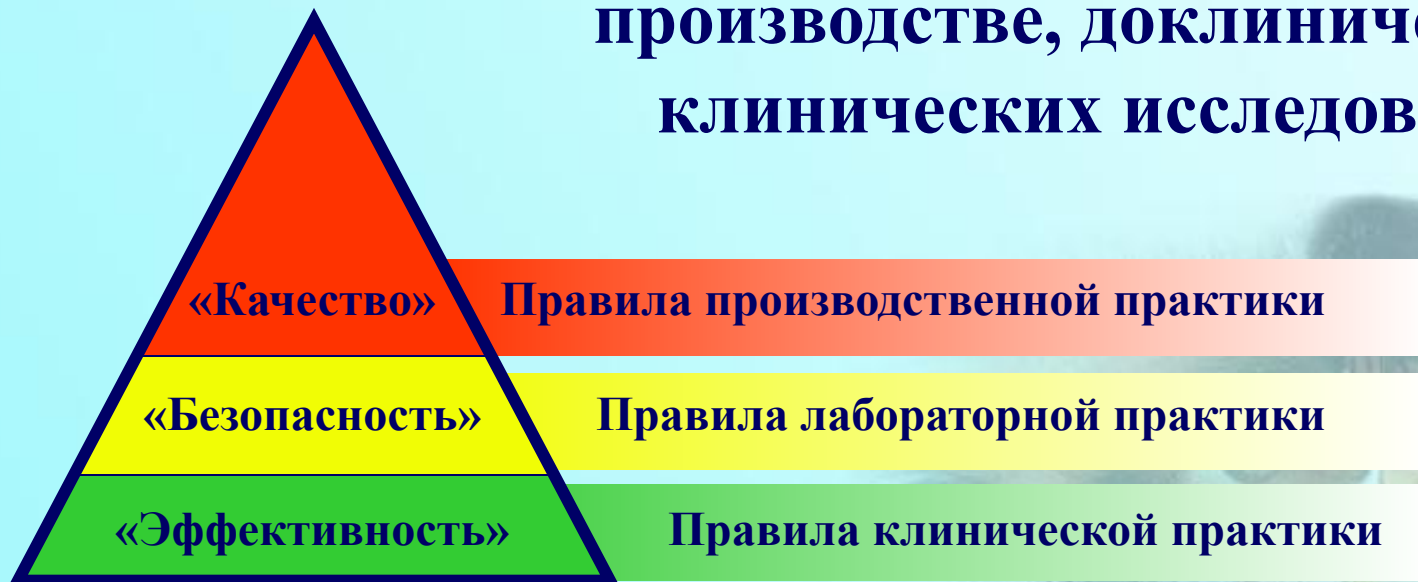 производстве,
клинических
«Качество» Правила производственной практики
«Безопасность» Правила лабораторной практики
«Эффективность» Правила клинической практики